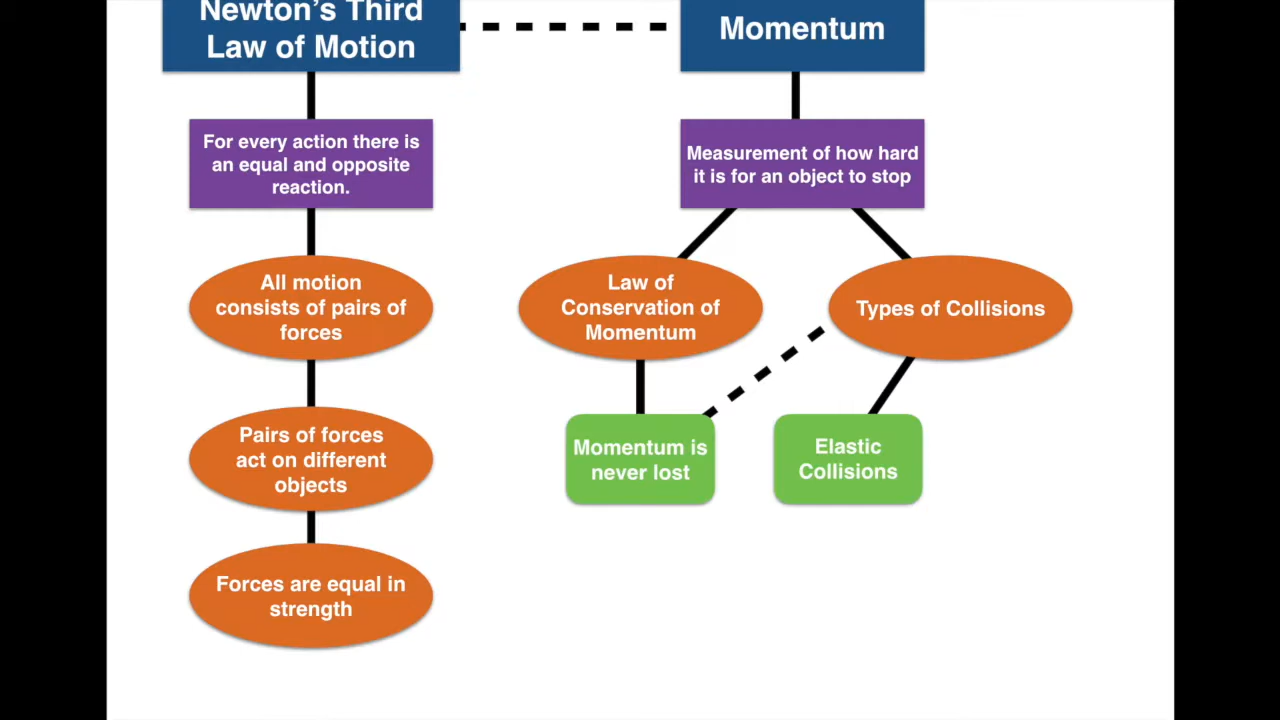 Newton's Third
Law of Motion
Momentum
For every action there is
an equal and opposite
reaction.
Measurement of how hard
it is for an object to stop
All motion
consists of pairs of
forces
Law of
Conservation of
Momentum
Types of Collisions
Pairs of forces
act on different
objects
Momentum is
never lost
Elastic
Collisions
Forces are equal in
strength